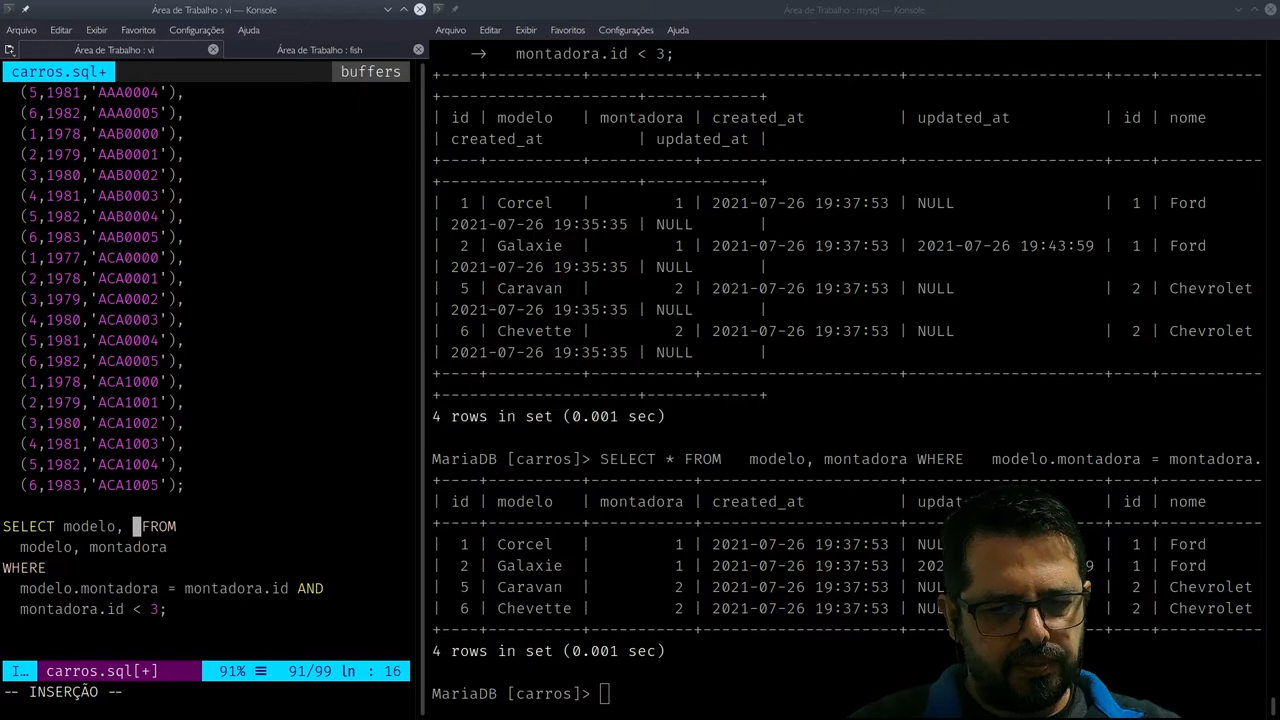 Área de Trabalho : vi — Konsole
Arquivo Editar Exibir Favoritos Configurações Ajuda
Área de Trabalho : vi
Área de Trabalho : fish
carros.sql+
buffers
(5,1981,'AAA0004'),
(6,1982,'AAA0005'),
(1,1978,'AAB0000'),
(2,1979,'AAB0001'),
(3,1980,'AAB0002'),
(4,1981,'AAB0003'),
(5,1982,'AAB0004'),
(6,1983,'AAB0005'),
(1,1977,'ACA0000'),
(2,1978,'ACA0001'),
(3,1979,'ACA0002'),
(4,1980,'ACA0003'),
(5,1981,'ACA0004'),
(6,1982,'ACA0005'),
(1,1978,'ACA1000'),
(2,1979,'ACA1001'),
(3,1980,'ACA1002'),
(4,1981,'ACA1003'),
(5,1982,'ACA1004'),
(6,1983,'ACA1005');
SELECT modelo, FROM
modelo, montadora
WHERE
modelo.montadora = montadora.id AND
montadora.id < 3;
I… carros.sql[+] 91% ☰ 91/99 ln : 16
-- INSERÇÃO --
Área de Trabalho : mysql — Konsole
Arquivo Editar Exibir Favoritos Configurações Ajuda
→ montadora.id < 3;
| id | modelo | montadora | created_at | updated_at | id | nome
| created_at | updated_at |
| 1 | Corcel | 1 | 2021-07-26 19:37:53 | NULL | 1 | Ford
| 2021-07-26 19:35:35 | NULL |
| 2 | Galaxie | 1 | 2021-07-26 19:37:53 | 2021-07-26 19:43:59 | 1 | Ford
| 2021-07-26 19:35:35 | NULL |
| 5 | Caravan | 2 | 2021-07-26 19:37:53 | NULL | 2 | Chevrolet
| 2021-07-26 19:35:35 | NULL |
| 6 | Chevette | 2 | 2021-07-26 19:37:53 | NULL | 2 | Chevrolet
| 2021-07-26 19:35:35 | NULL |
4 rows in set (0.001 sec)
MariaDB [carros]> SELECT * FROM modelo, montadora WHERE modelo.montadora = montadora.
| id | modelo | montadora | created_at | updat | id | nome
| 1 | Corcel | 1 | 2021-07-26 19:37:53 | NUL | 1 | Ford
| 2 | Galaxie | 1 | 2021-07-26 19:37:53 | 202 9 | 1 | Ford
| 5 | Caravan | 2 | 2021-07-26 19:37:53 | NUL | 2 | Chevrolet
| 6 | Chevette | 2 | 2021-07-26 19:37:53 | NU | 2 | Chevrolet
4 rows in set (0.001 sec)
MariaDB [carros]>